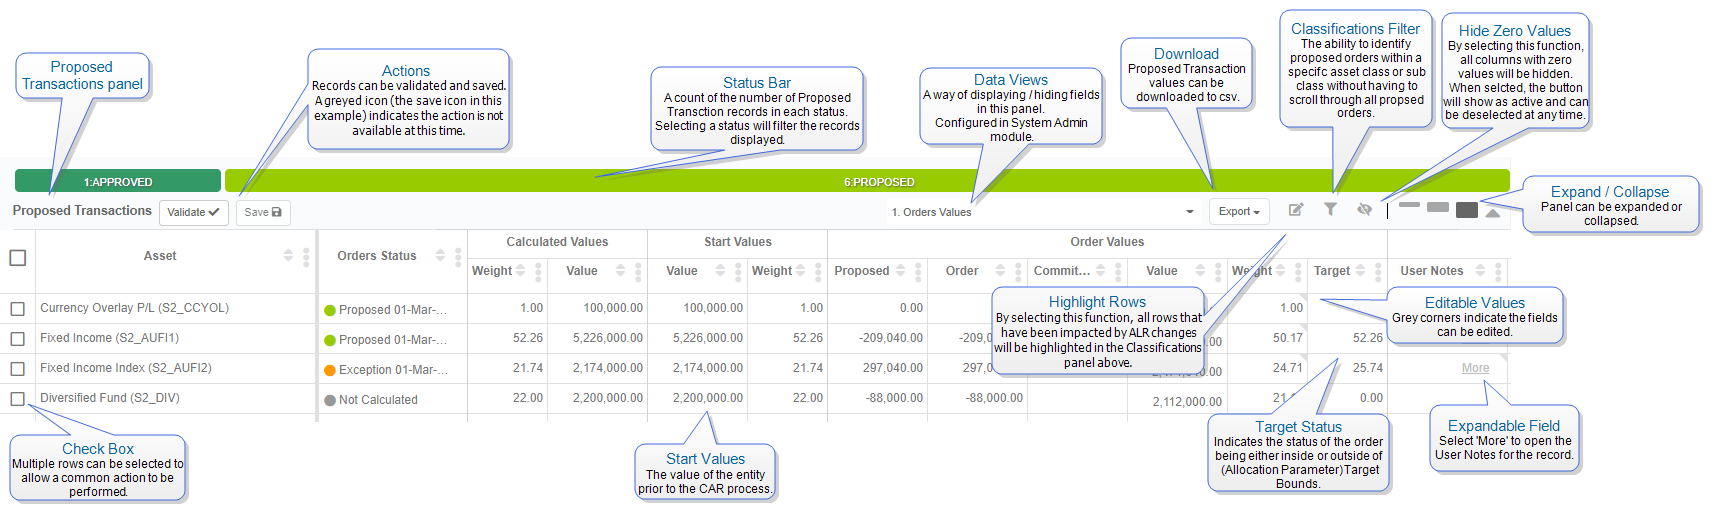 Proposed
Transactions panel
Actions
Records can be validated and saved.
A greyed icon (the save icon in this
example) indicates the action is not
available at this time.
Status Bar
A count of the number of Proposed
Transction records in each status.
Selecting a status will filter the records
displayed.
Data Views
A way of displaying / hiding fields
in this panel.
Configured in System Admin
module.
Download
Proposed Transaction
values can be
downloaded to csv.
Classifications Filter
The ability to identify
proposed orders within a
specifc asset class or sub
class without having to
scroll through all propsed
orders.
Hide Zero Values
By selecting this function,
all columns with zero
values will be hidden.
When selcted, the button
will show as active and can
be deselected at any time.
1:APPROVED
6:PROPOSED
Proposed Transactions
Validate
Save
1. Orders Values
Export
Expand / Collapse
Panel can be expanded or
collapsed.
Calculated Values
Start Values
Order Values
Asset
Orders Status
Weight
Value
Value
Weight
Proposed
Order
Commit...
Value
Weight
Target
User Notes
Currency Overlay P/L (S2_CCYOL)
Proposed 01-Mar-...
1.00
100,000.00
100,000.00
1.00
0.00
1.00
Fixed Income (S2_AUFI1)
Proposed 01-Mar-...
52.26
5,226,000.00
5,226,000.00
52.26
-209,040.00
-209,
50.17
52.26
Fixed Income Index (S2_AUFI2)
Exception 01-Mar-...
21.74
2,174,000.00
2,174,000.00
21.74
297,040.00
297,0
24.71
25.74
More
Diversified Fund (S2_DIV)
Not Calculated
22.00
2,200,000.00
2,200,000.00
22.00
-88,000.00
-88,000.00
2,112,000.00
0.00
Highlight Rows
By selecting this function, all rows that
have been impacted by ALR changes
will be highlighted in the Classifications
panel above.
Editable Values
Grey corners indicate the fields
can be edited.
Check Box
Multiple rows can be selected to
allow a common action to be
performed.
Start Values
The value of the entity
prior to the CAR process.
Target Status
Indicates the status of the order
being either inside or outside of
(Allocation Parameter)Target
Bounds.
Expandable Field
Select 'More' to open the
User Notes for the record.